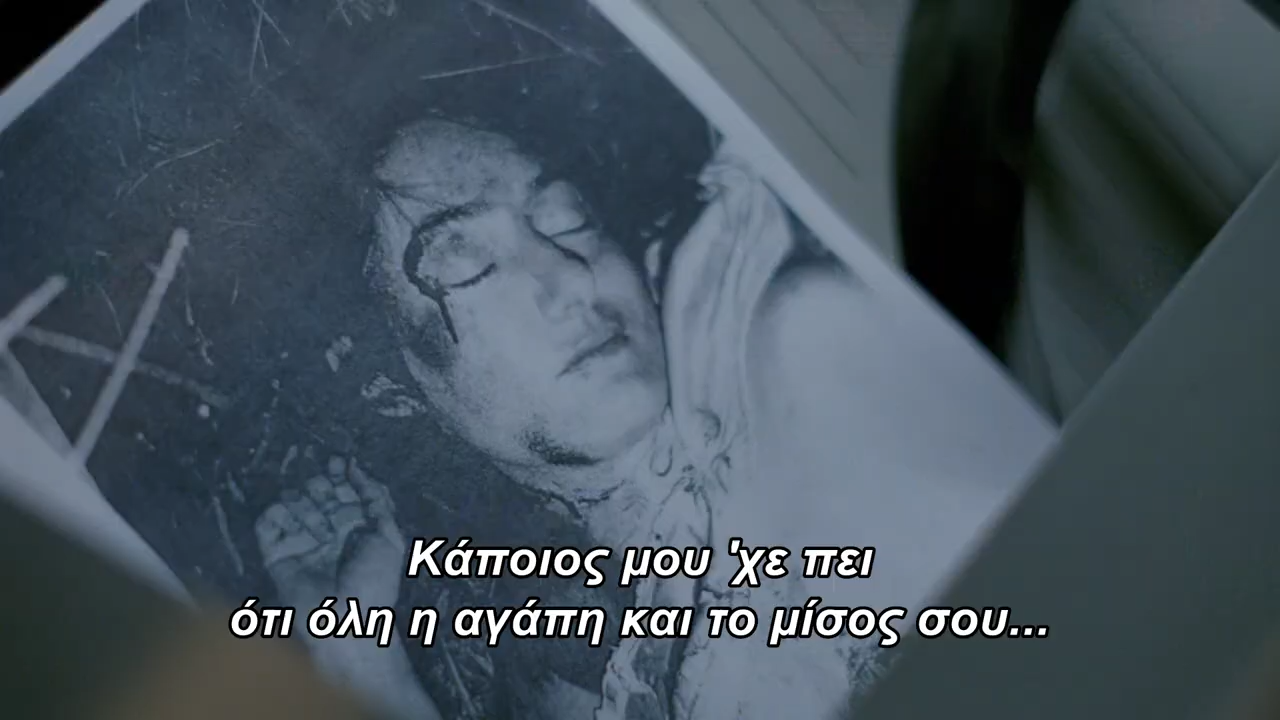 Κάποιος μου 'χε πει
ότι όλη η αγάπη και το μίσος σου...